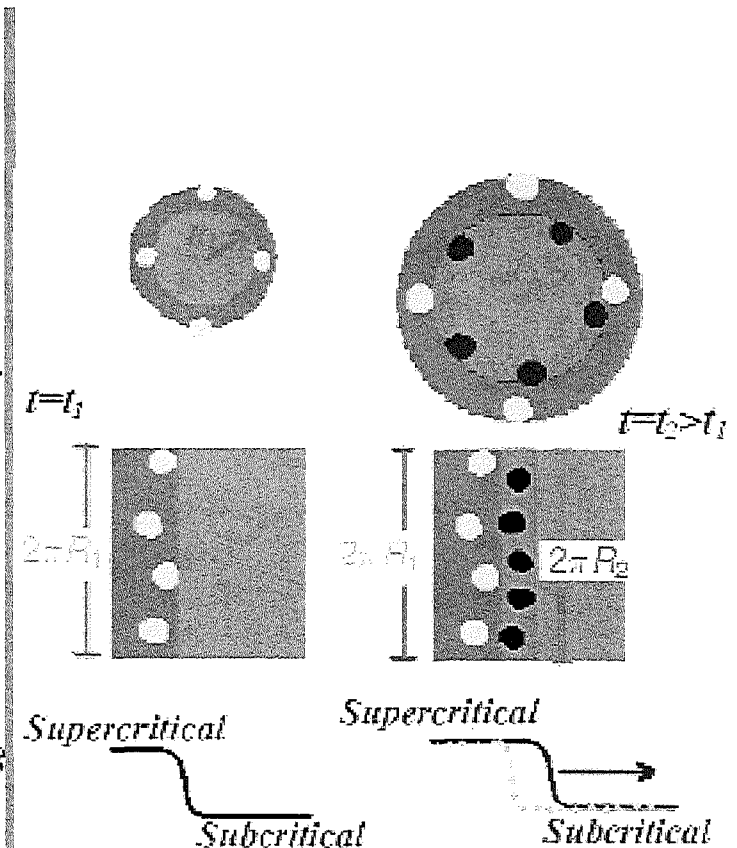 t=t₁
t=t₂>t₁
2πR₁
2πR₁
2πR₂
Supercritical
Subcritical
Supercritical
Subcritical